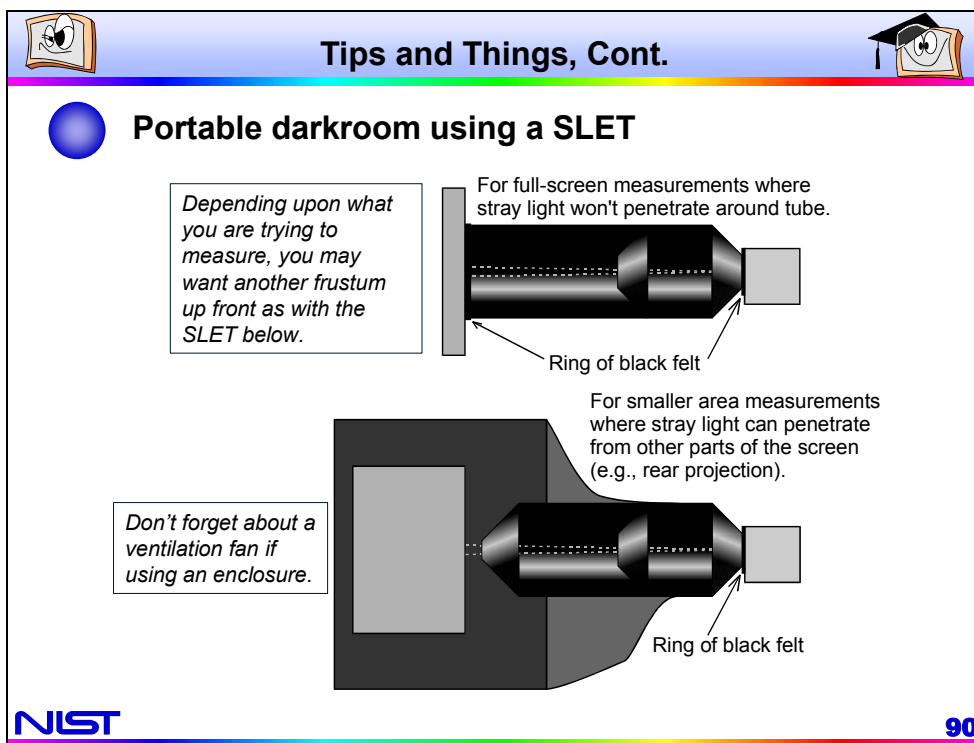 Tips and Things, Cont.
Portable darkroom using a SLET
Depending upon what
you are trying to
measure, you may
want another frustum
up front as with the
SLET below.
For full-screen measurements where
stray light won't penetrate around tube.
Ring of black felt
For smaller area measurements
where stray light can penetrate
from other parts of the screen
(e.g., rear projection).
Don’t forget about a
ventilation fan if
using an enclosure.
Ring of black felt
NIST
90